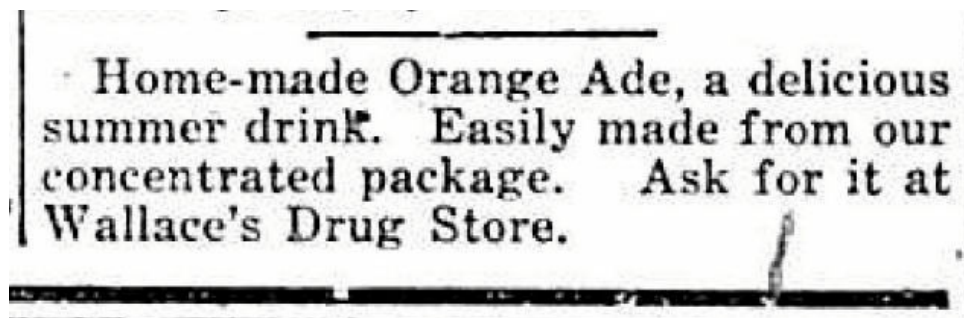 Home-made Orange Ade, a delicious
summer drink. Easily made from our
concentrated package. Ask for it at
Wallace's Drug Store.